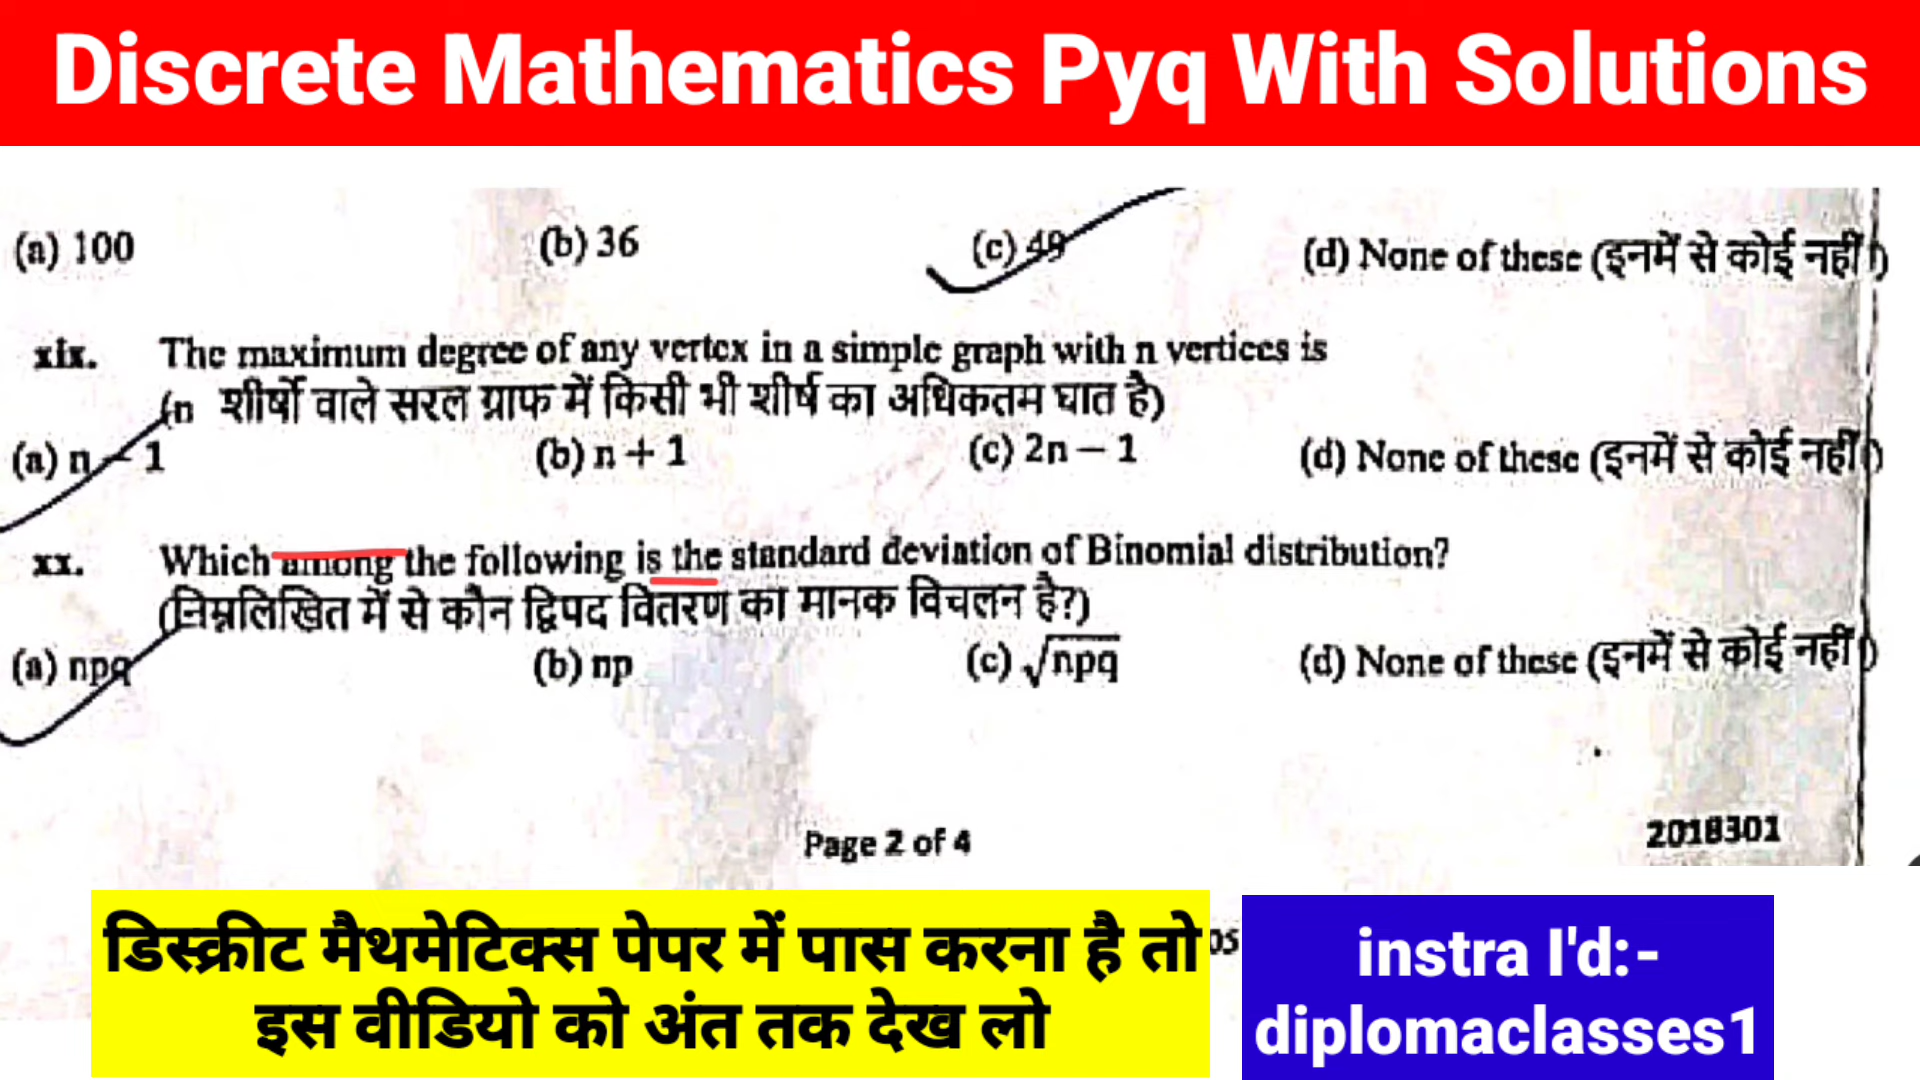 Discrete Mathematics Pyq With Solutions
(a) 100 (b) 36 (c) 49 (d) None of these (इनमें से कोई नहीं।)
xix. The maximum degree of any vertex in a simple graph with n vertices is
(n शीर्षो वाले सरल ग्राफ में किसी भी शीर्ष का अधिकतम घात है)
(a) n – 1 (b) n + 1 (c) 2n – 1 (d) None of these (इनमें से कोई नहीं।)
xx. Which among the following is the standard deviation of Binomial distribution?
(निम्नलिखित में से कौन द्विपद वितरण का मानक विचलन है?)
(a) npq (b) np (c) √npq (d) None of these (इनमें से कोई नहीं।)
Page 2 of 4 2018301
डिस्क्रीट मैथमेटिक्स पेपर में पास करना है तो
इस वीडियो को अंत तक देख लो
05
instra I'd:-
diplomaclasses1